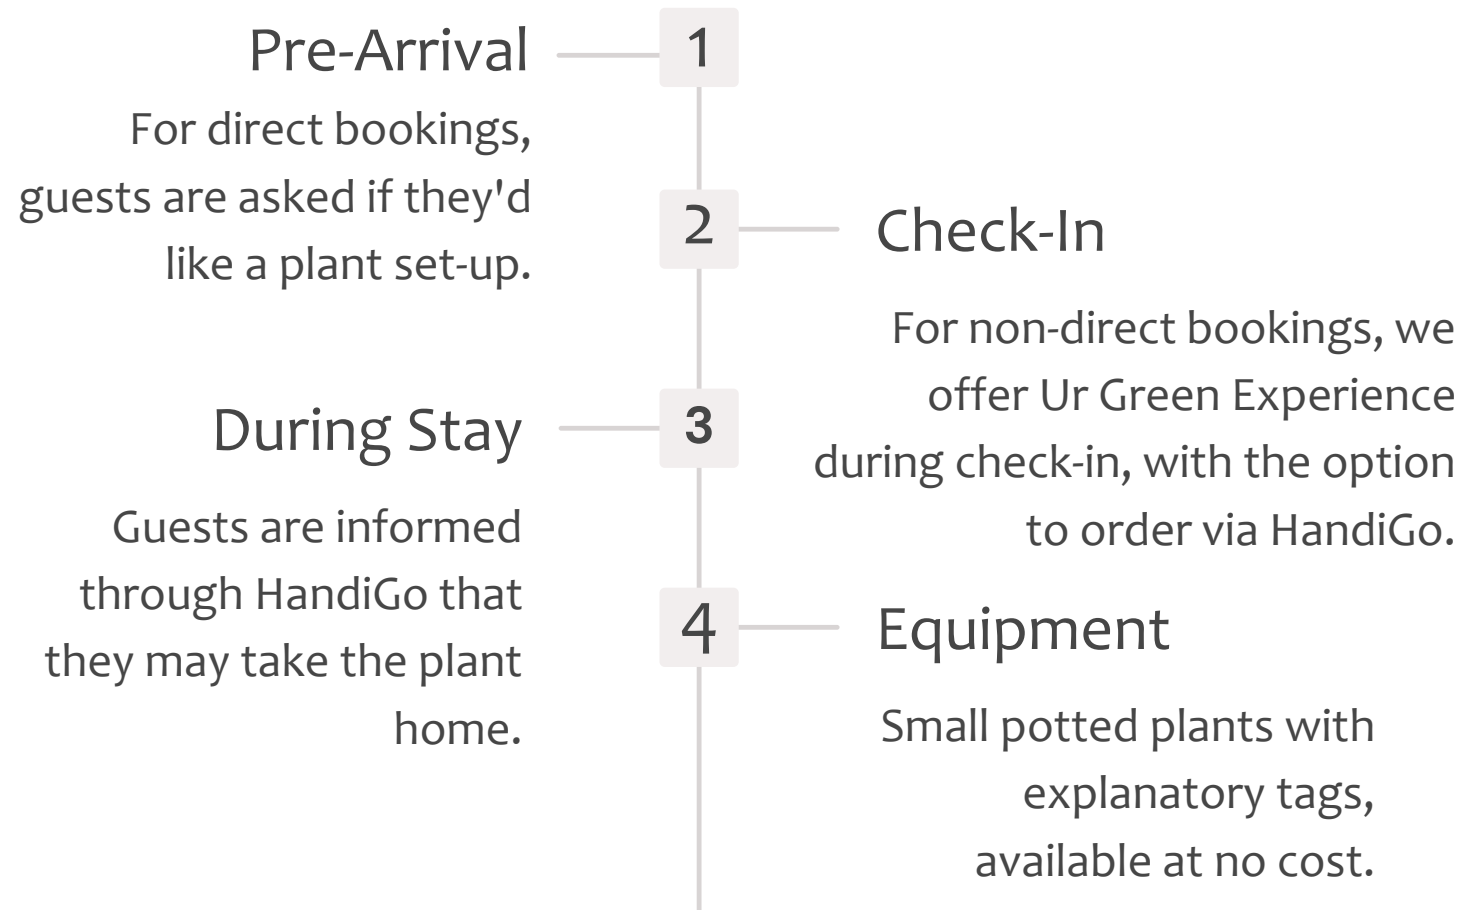 1
Pre-Arrival
For direct bookings,
guests are asked if they'd
like a plant set-up.
2
Check-In
For non-direct bookings, we
offer Ur Green Experience
during check-in, with the option
to order via HandiGo.
3
During Stay
Guests are informed
through HandiGo that
they may take the plant
home.
4
Equipment
Small potted plants with
explanatory tags,
available at no cost.